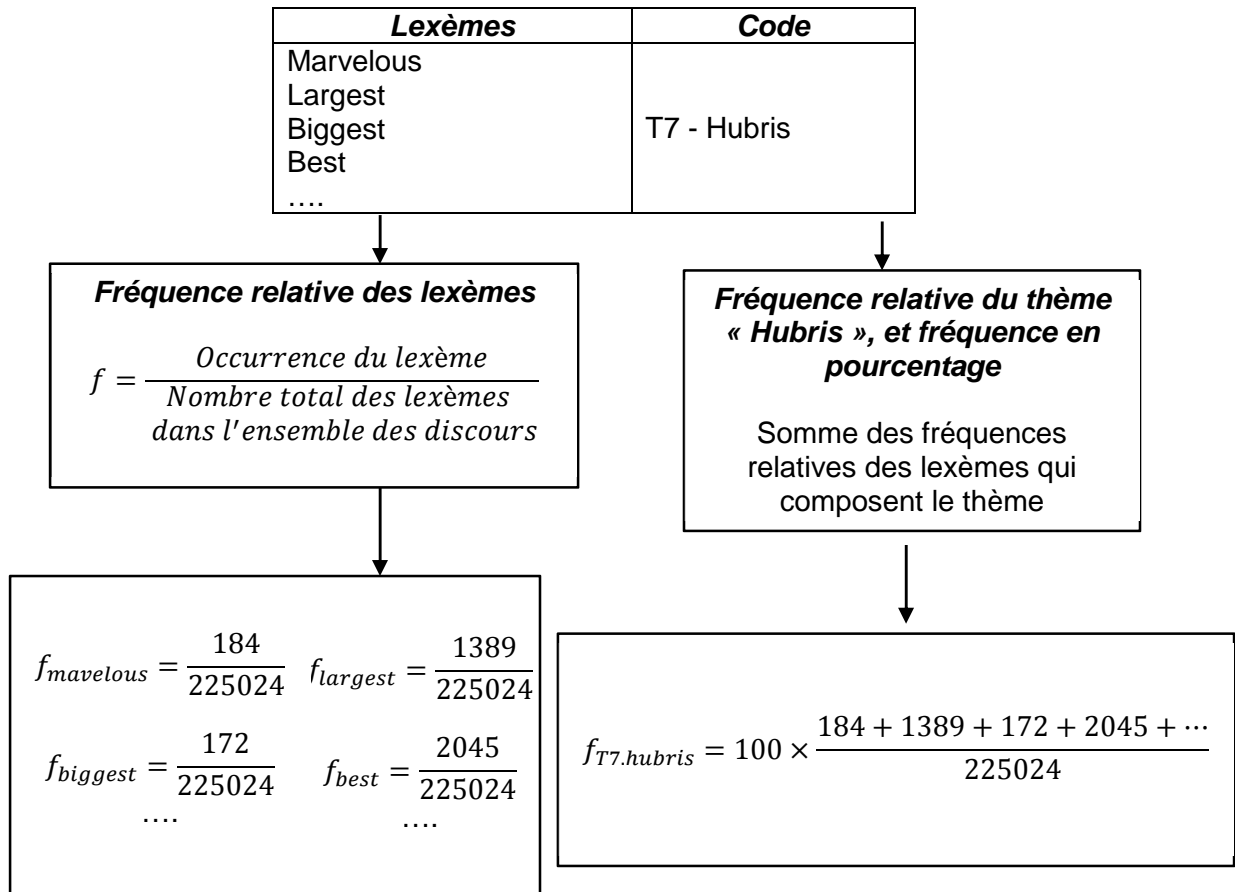 Lexèmes Code
Marvelous
Largest
Biggest
Best
….
T7 - Hubris
Fréquence relative des lexèmes
f = Occurrence du lexème / Nombre total des lexèmes
dans l'ensemble des discours
Fréquence relative du thème
« Hubris », et fréquence en
pourcentage
Somme des fréquences
relatives des lexèmes qui
composent le thème
f_mavelous = 184/225024 f_largest = 1389/225024
f_biggest = 172/225024 f_best = 2045/225024
…. ….
f_T7.hubris = 100 × 184 + 1389 + 172 + 2045 + ⋯ / 225024